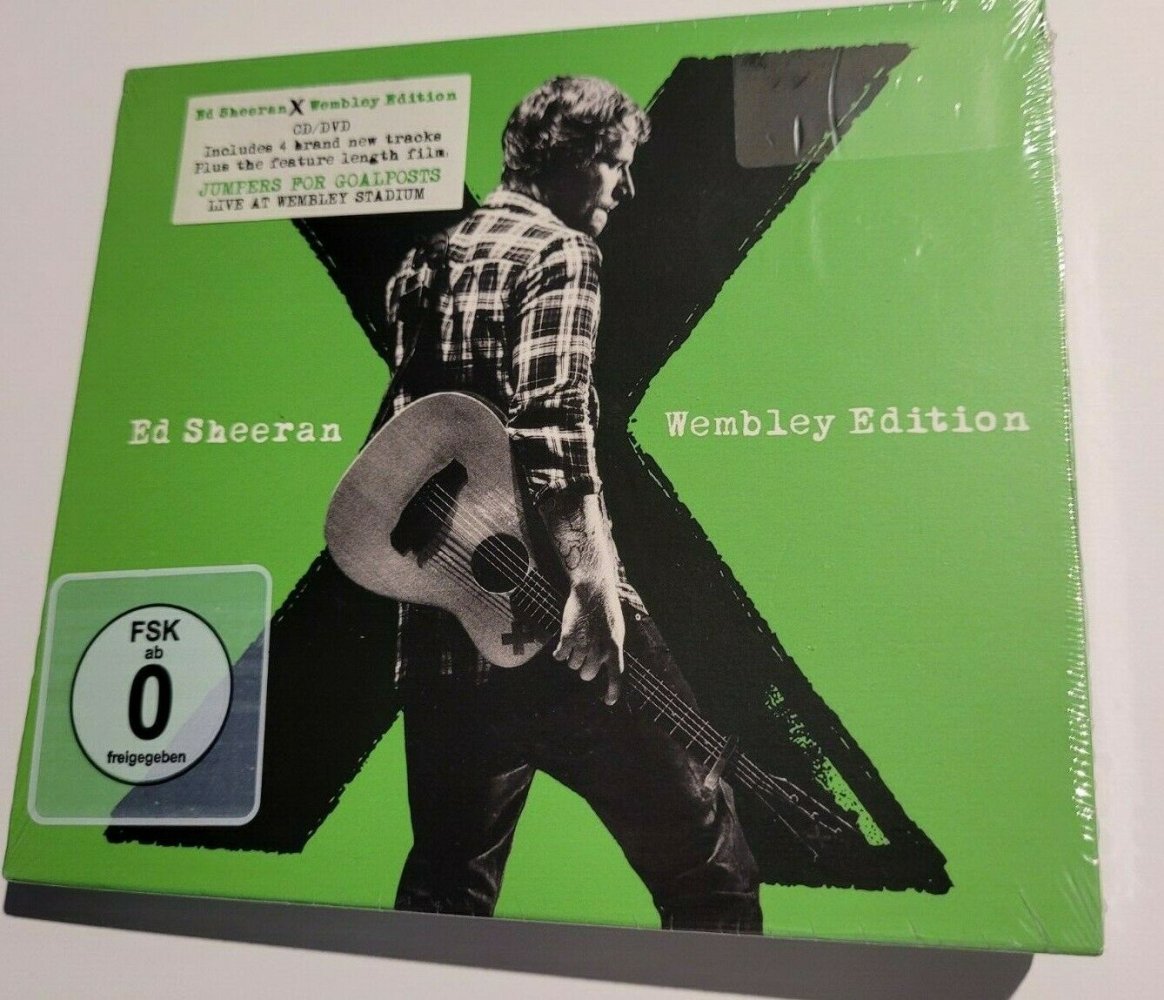 Ed Sheeran X Wembley Edition
CD/DVD
Includes 4 brand new tracks
Plus the feature length film.
JUMPERS FOR GOALPOSTS
LIVE AT WEMBLEY STADIUM
Ed Sheeran
Wembley Edition
FSK
ab
0
freigegeben